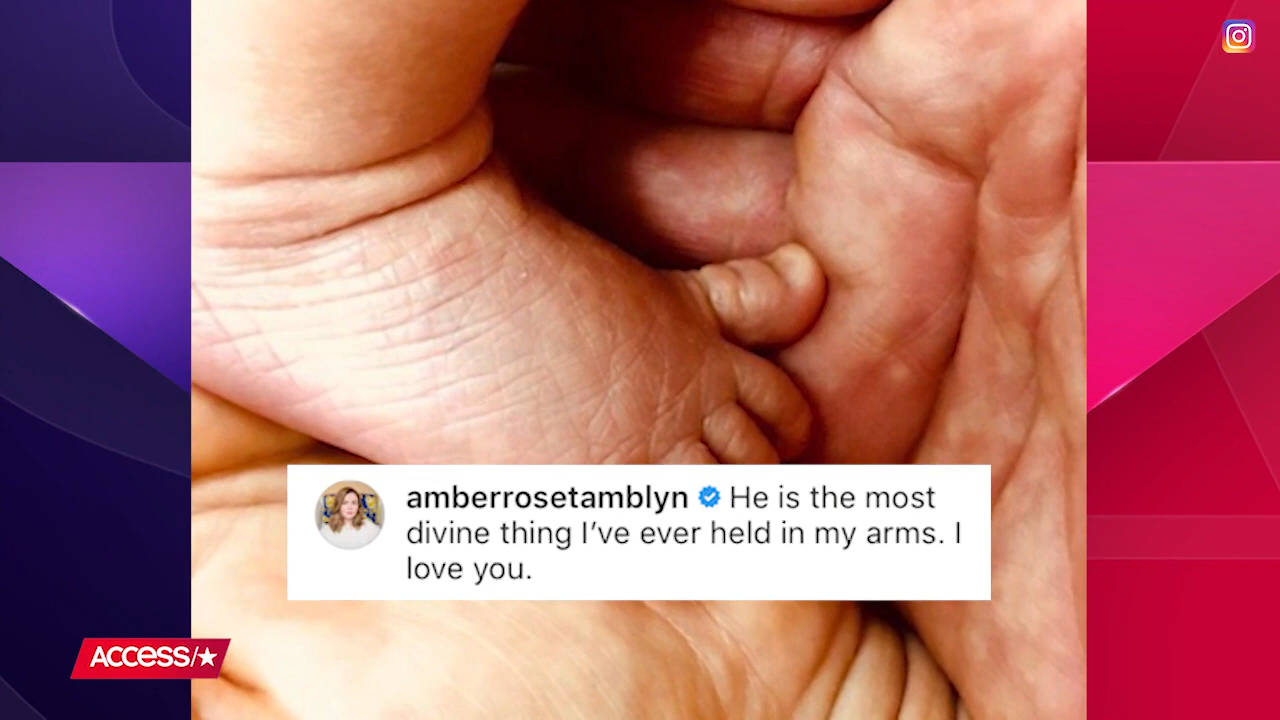 amberrosetamblyn He is the most
divine thing I’ve ever held in my arms. I
love you.
ACCESS